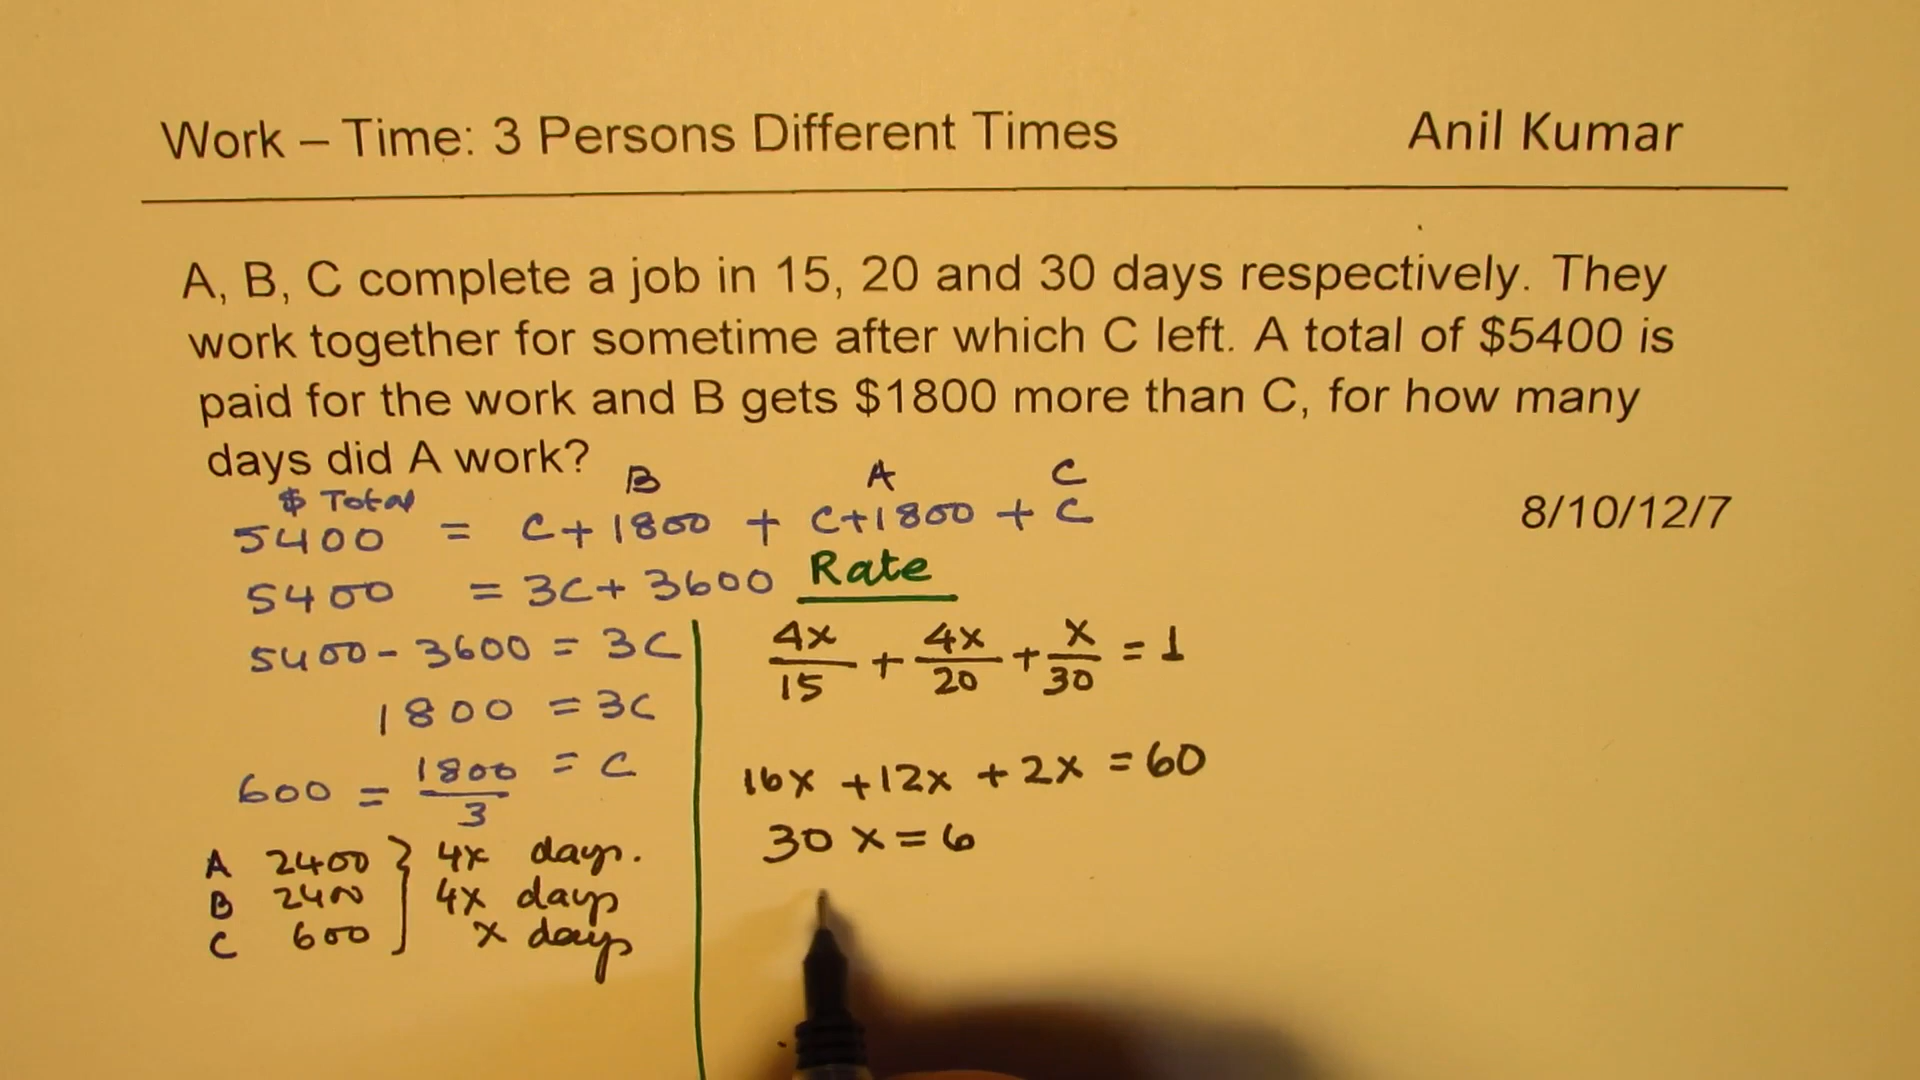 Work – Time: 3 Persons Different Times Anil Kumar
A, B, C complete a job in 15, 20 and 30 days respectively. They
work together for sometime after which C left. A total of $5400 is
paid for the work and B gets $1800 more than C, for how many
days did A work?
8/10/12/7
$ Total B A C
5400 = C + 1800 + C+1800 + C
5400 = 3C + 3600
5400 - 3600 = 3C
1800 = 3C
600 = 1800/3 = C
A 2400 } 4x days.
B 2400 4x days
C 600 x days
Rate
4x/15 + 4x/20 + x/30 = 1
16x + 12x + 2x = 60
30 x = 6